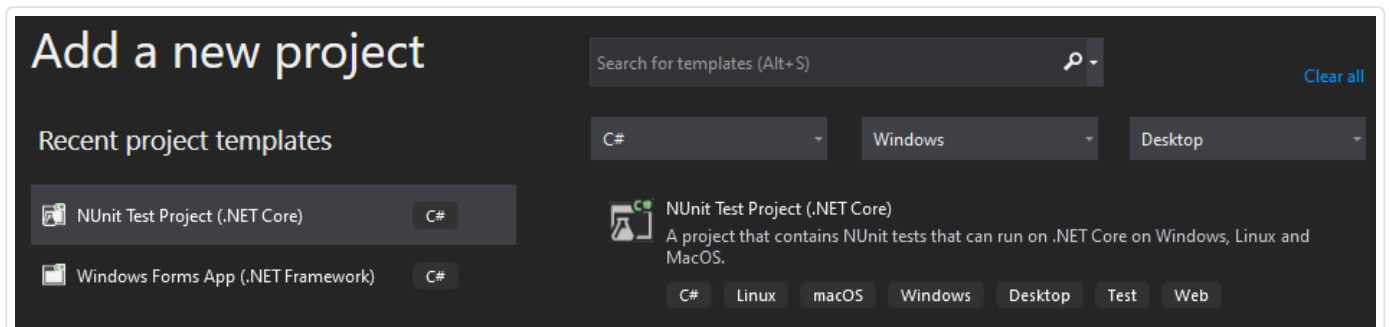 Add a new project
Search for templates (Alt+S)
Clear all
Recent project templates
C#
Windows
Desktop
NUnit Test Project (.NET Core)
C#
Windows Forms App (.NET Framework)
C#
C#
NUnit Test Project (.NET Core)
A project that contains NUnit tests that can run on .NET Core on Windows, Linux and
MacOS.
C# Linux macOS Windows Desktop Test Web